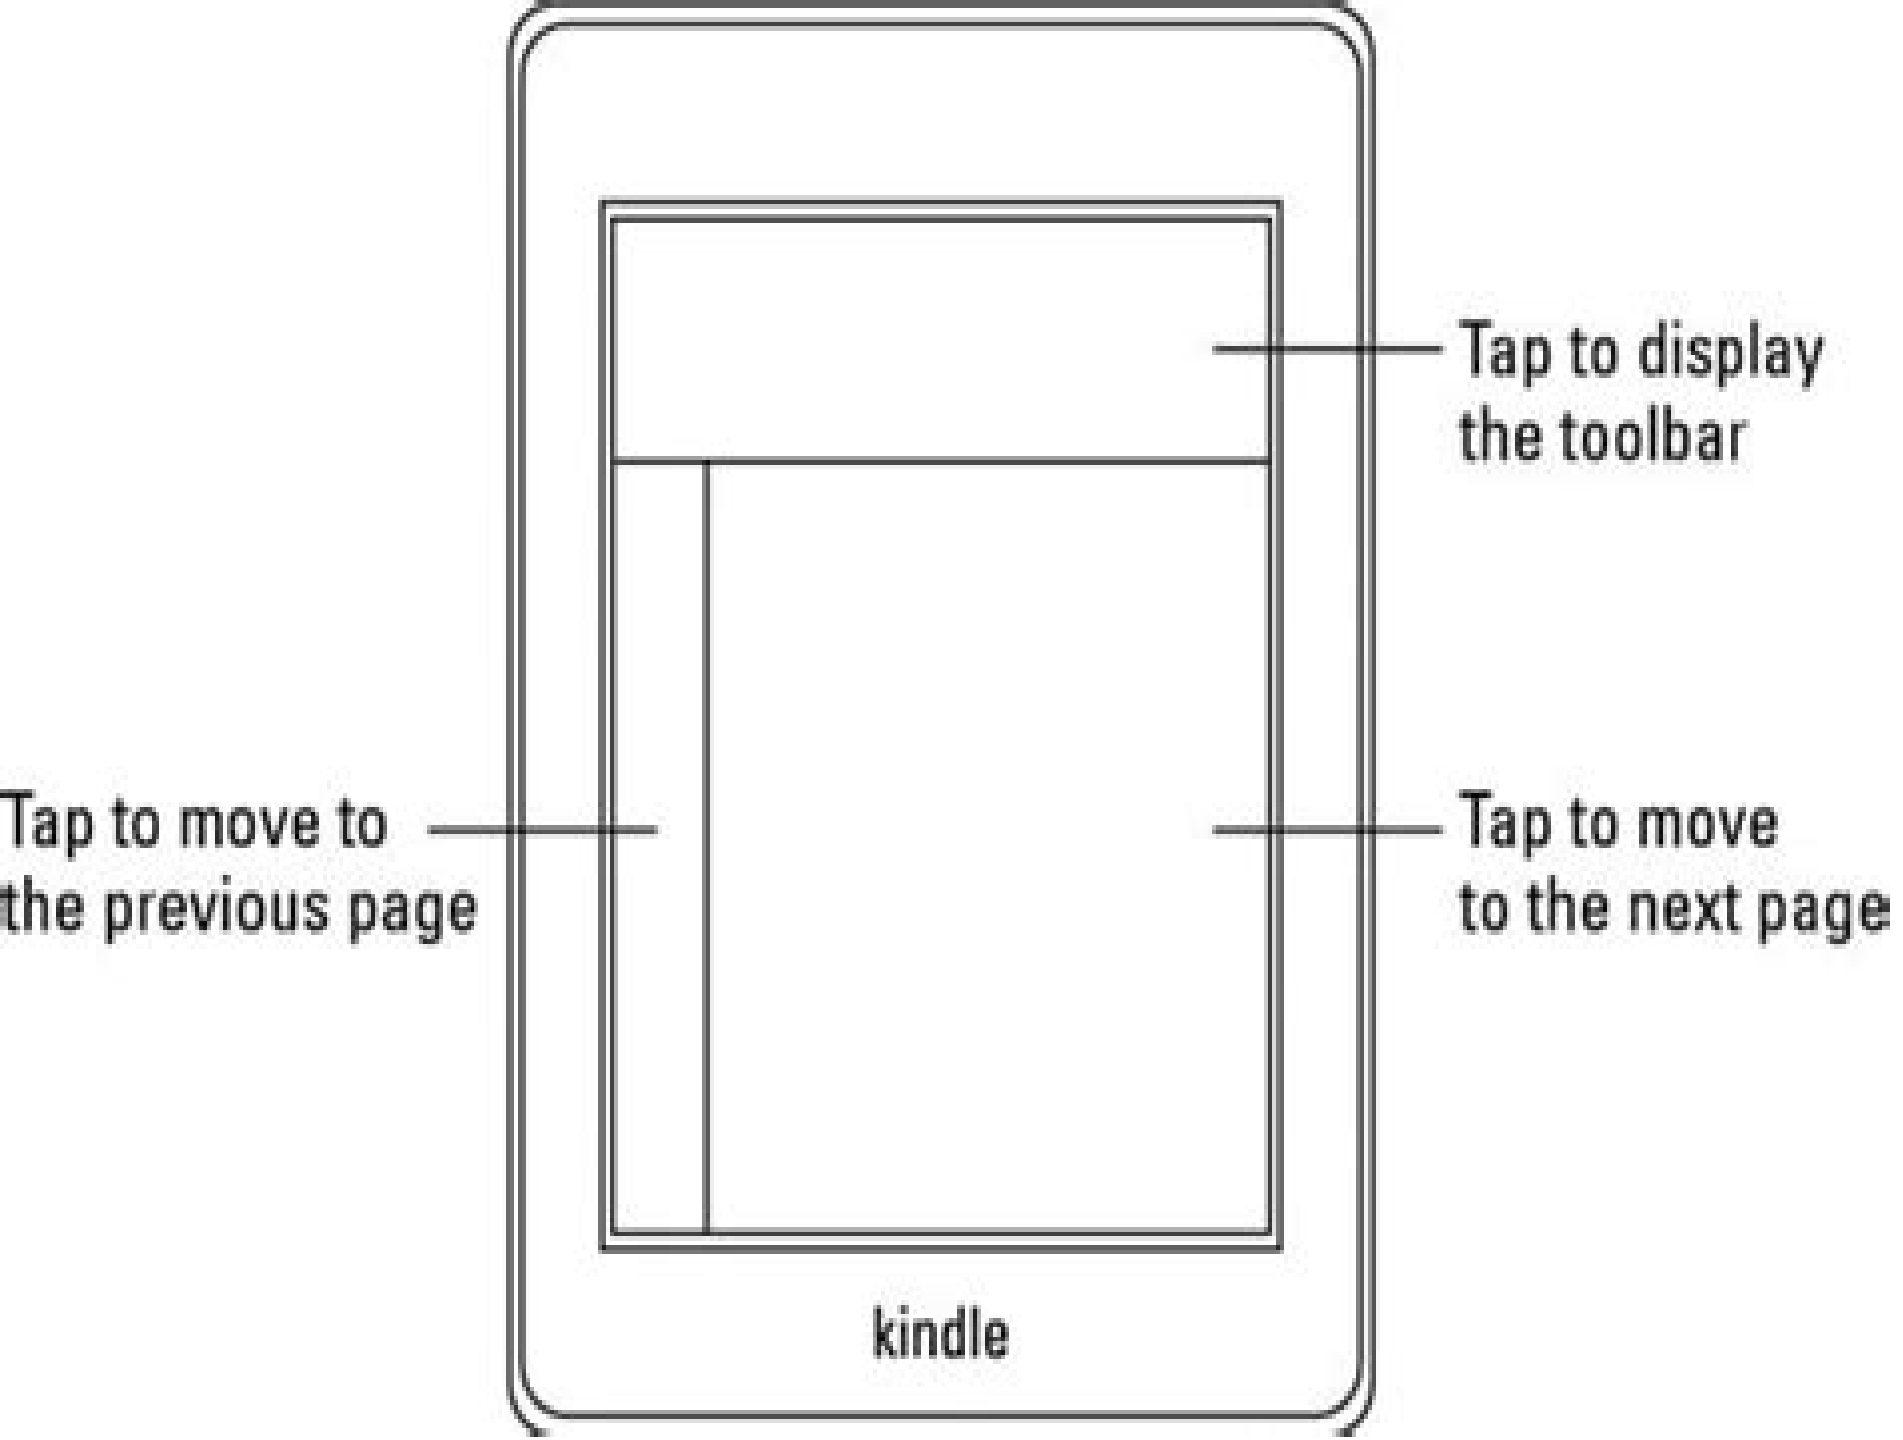 Tap to display
the toolbar
Tap to move to
the previous page
Tap to move
to the next page
kindle